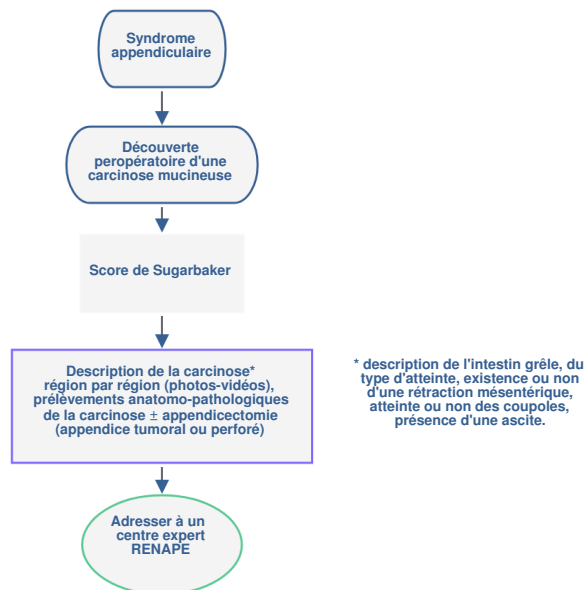 Syndrome
appendiculaire
Découverte
peropératoire d'une
carcinose mucineuse
Score de Sugarbaker
Description de la carcinose*
région par région (photos-vidéos),
prélèvements anatomo-pathologiques
de la carcinose ± appendicectomie
(appendice tumoral ou perforé)
* description de l'intestin grêle, du
type d'atteinte, existence ou non
d'une rétraction mésentérique,
atteinte ou non des coupoles,
présence d'une ascite.
Adresser à un
centre expert
RENAPE